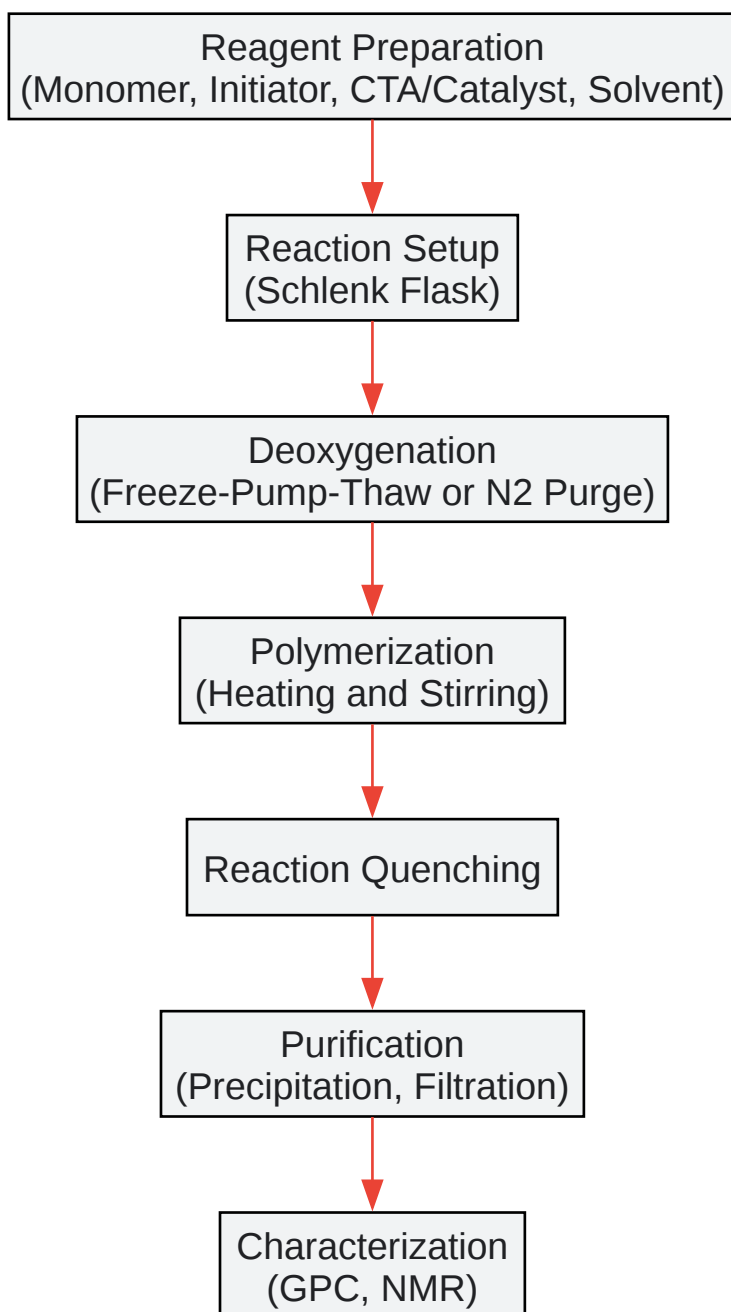 Reagent Preparation
(Monomer, Initiator, CTA/Catalyst, Solvent)
Reaction Setup
(Schlenk Flask)
Deoxygenation
(Freeze-Pump-Thaw or N2 Purge)
Polymerization
(Heating and Stirring)
Reaction Quenching
Purification
(Precipitation, Filtration)
Characterization
(GPC, NMR)